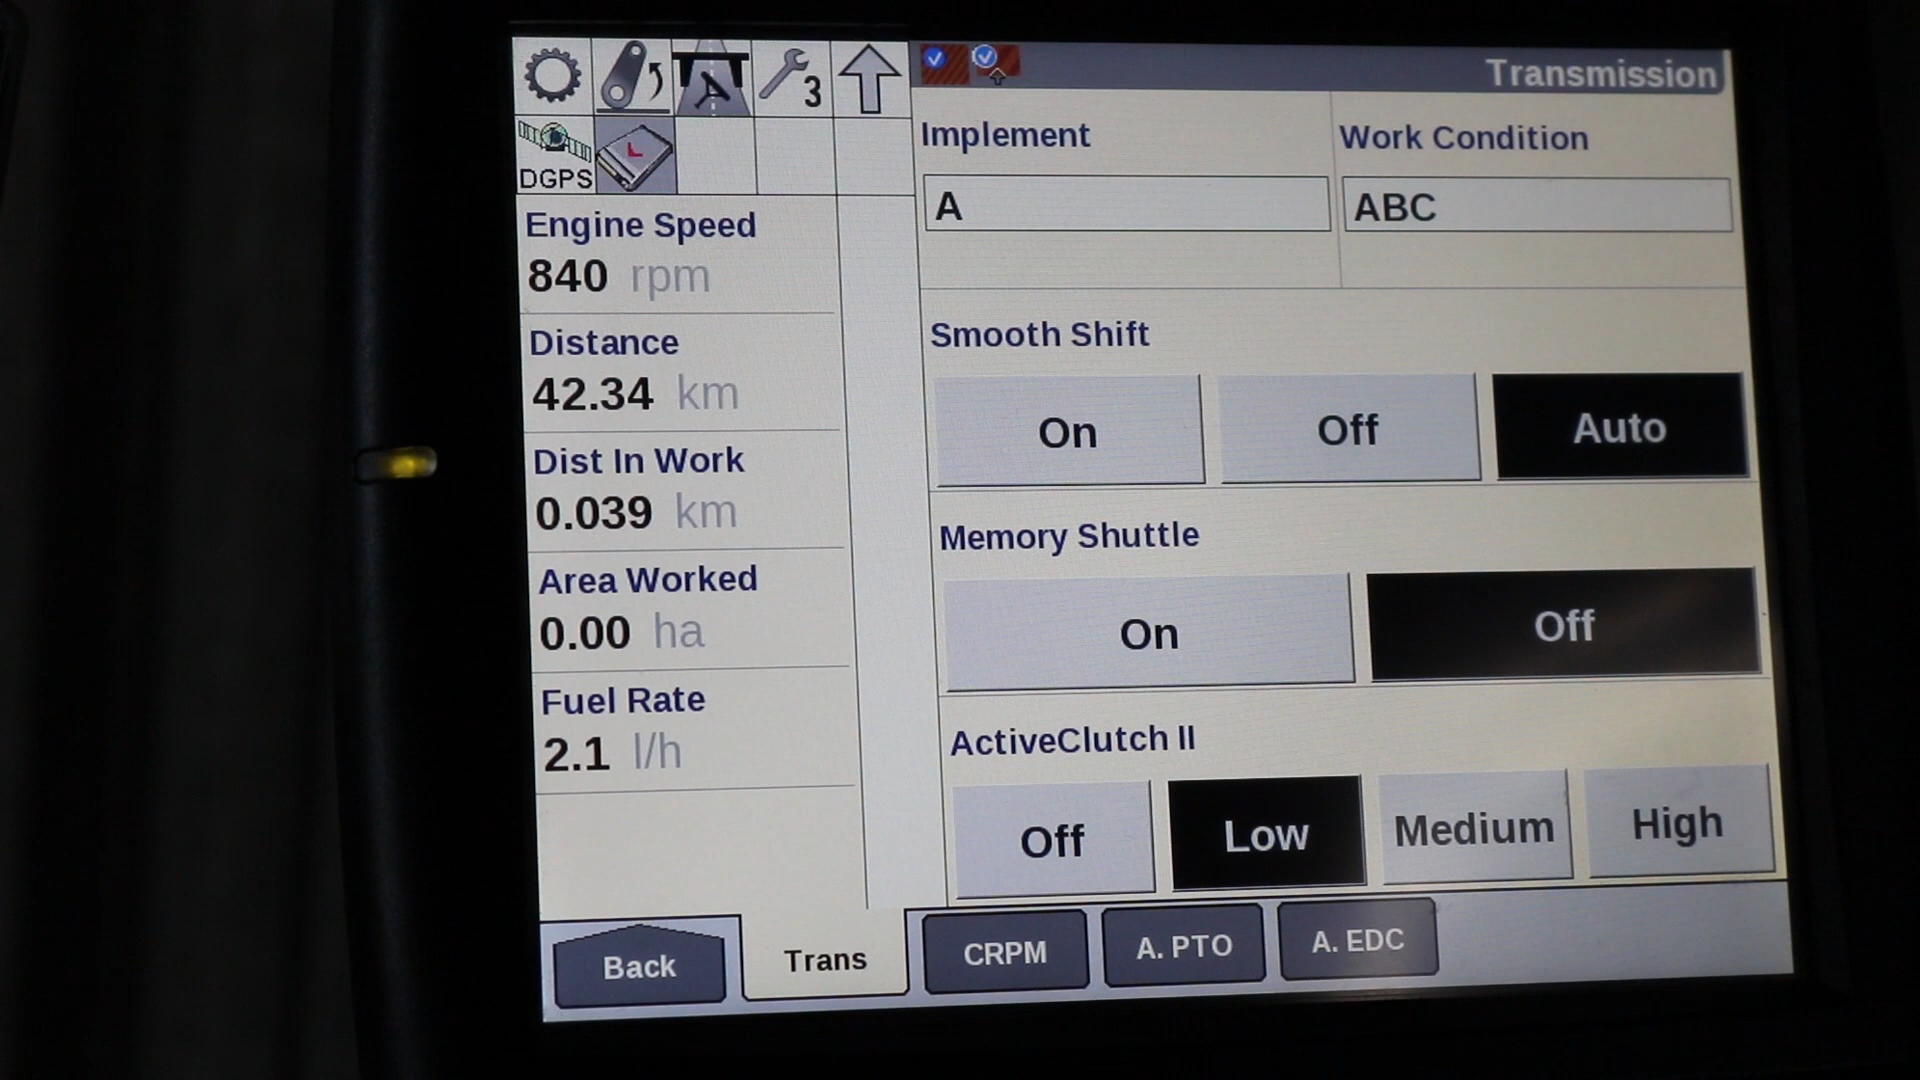 3
DGPS
Engine Speed
840 rpm
Distance
42.34 km
Dist In Work
0.039 km
Area Worked
0.00 ha
Fuel Rate
2.1 l/h
Transmission
Implement
Work Condition
A
ABC
Smooth Shift
On
Off
Auto
Memory Shuttle
On
Off
ActiveClutch II
Off
Low
Medium
High
Back
Trans
CRPM
A. PTO
A. EDC